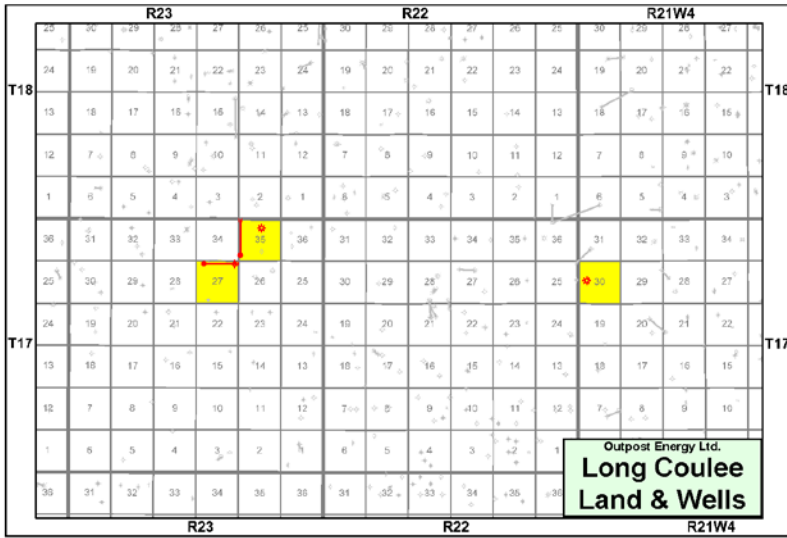 R23 R22 R21W4
25 30 29 28 27 26 25 30 29 28 27 26 25 30 29 28 27
24 19 20 21 22 23 24 19 20 21 22 23 24 19 20 21 22
T18 T18
13 18 17 16 15 14 13 18 17 16 15 14 13 18 17 16 15
12 7 8 9 10 11 12 7 8 9 10 11 12 7 8 9 10
1 6 5 4 3 2 1 6 5 4 3 2 1 6 5 4 3
36 31 32 33 34 35 36 31 32 33 34 35 36 31 32 33 34
25 30 29 28 27 26 25 30 29 28 27 26 25 30 29 28 27
24 19 20 21 22 23 24 19 20 21 22 23 24 19 20 21 22
T17 T17
13 18 17 16 15 14 13 18 17 16 15 14 13 18 17 16 15
12 7 8 9 10 11 12 7 8 9 10 11 12 7 8 9 10
1 6 5 4 3 2 1 6 5 4 3 2 1
36 31 32 33 34 35 36 31 32 33 34 35 36
Outpost Energy Ltd.
Long Coulee
Land & Wells
R23 R22 R21W4